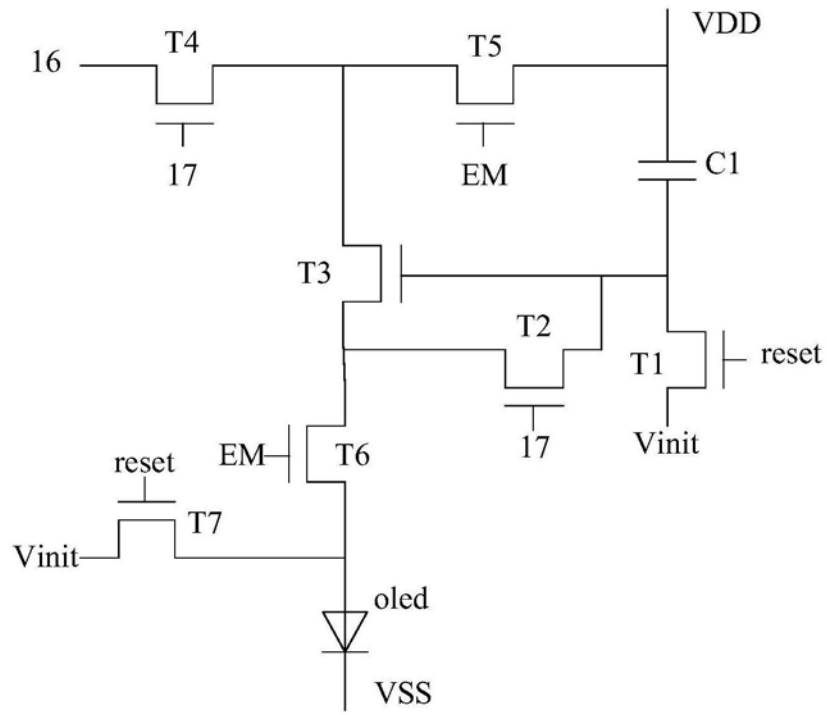 VDD
T4
T5
16
17
EM
C1
T3
T2
T1
reset
EM
T6
17
Vinit
reset
T7
Vinit
oled
VSS